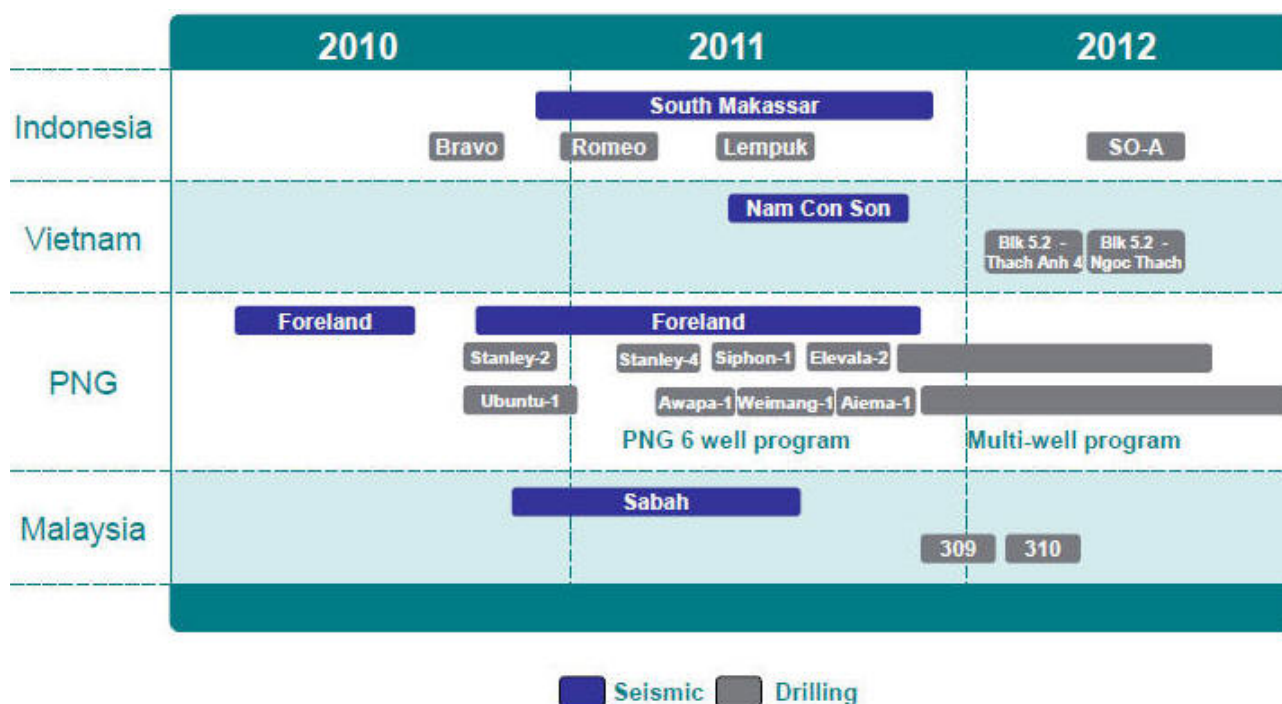 2010 2011 2012
Indonesia
South Makassar
Bravo Romeo Lempuk SO-A
Vietnam
Nam Con Son
Blk 5.2 -
Thach Anh 4
Blk 5.2 -
Ngoc Thach
PNG
Foreland Foreland
Stanley-2 Stanley-4 Siphon-1 Elevala-2
Ubuntu-1 Awapa-1 Weimang-1 Aiema-1
PNG 6 well program Multi-well program
Malaysia
Sabah
309 310
Seismic Drilling